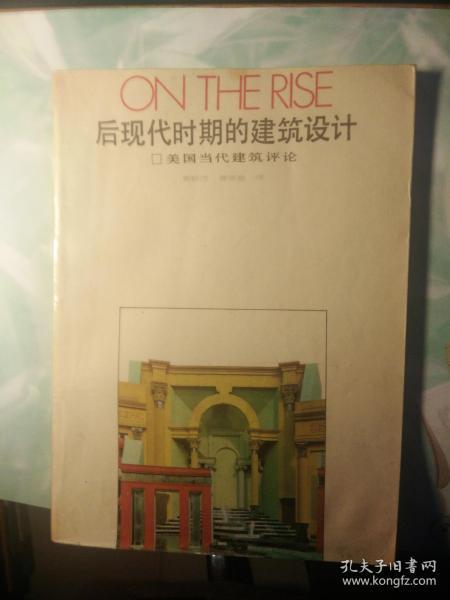 ON THE RISE
后现代时期的建筑设计
□美国当代建筑评论
孔夫子旧书网
www.kongfz.com